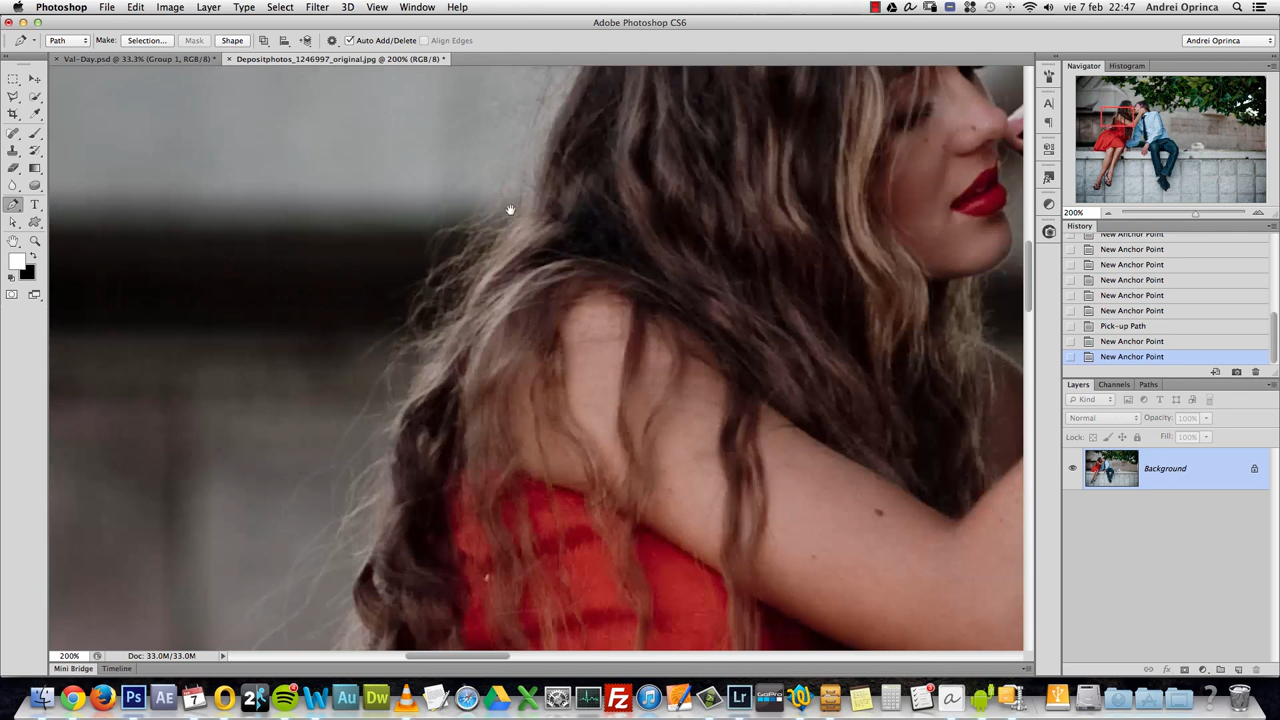 Photoshop File Edit Image Layer Type Select Filter 3D View Window Help vie 7 feb 22:47 Andrei Oprinca
Adobe Photoshop CS6
Path Make: Selection... Mask Shape Auto Add/Delete Align Edges Andrei Oprinca
Val-Day.psd @ 33.3% (Group 1, RGB/8) * Depositphotos_1246997_original.jpg @ 200% (RGB/8) *
Navigator Histogram
200%
History
New Anchor Point
New Anchor Point
New Anchor Point
New Anchor Point
New Anchor Point
New Anchor Point
Pick-up Path
New Anchor Point
New Anchor Point
Layers Channels Paths
Kind
Normal Opacity: 100%
Lock: Fill: 100%
Background
200% Doc: 33.0M/33.0M
Mini Bridge Timeline